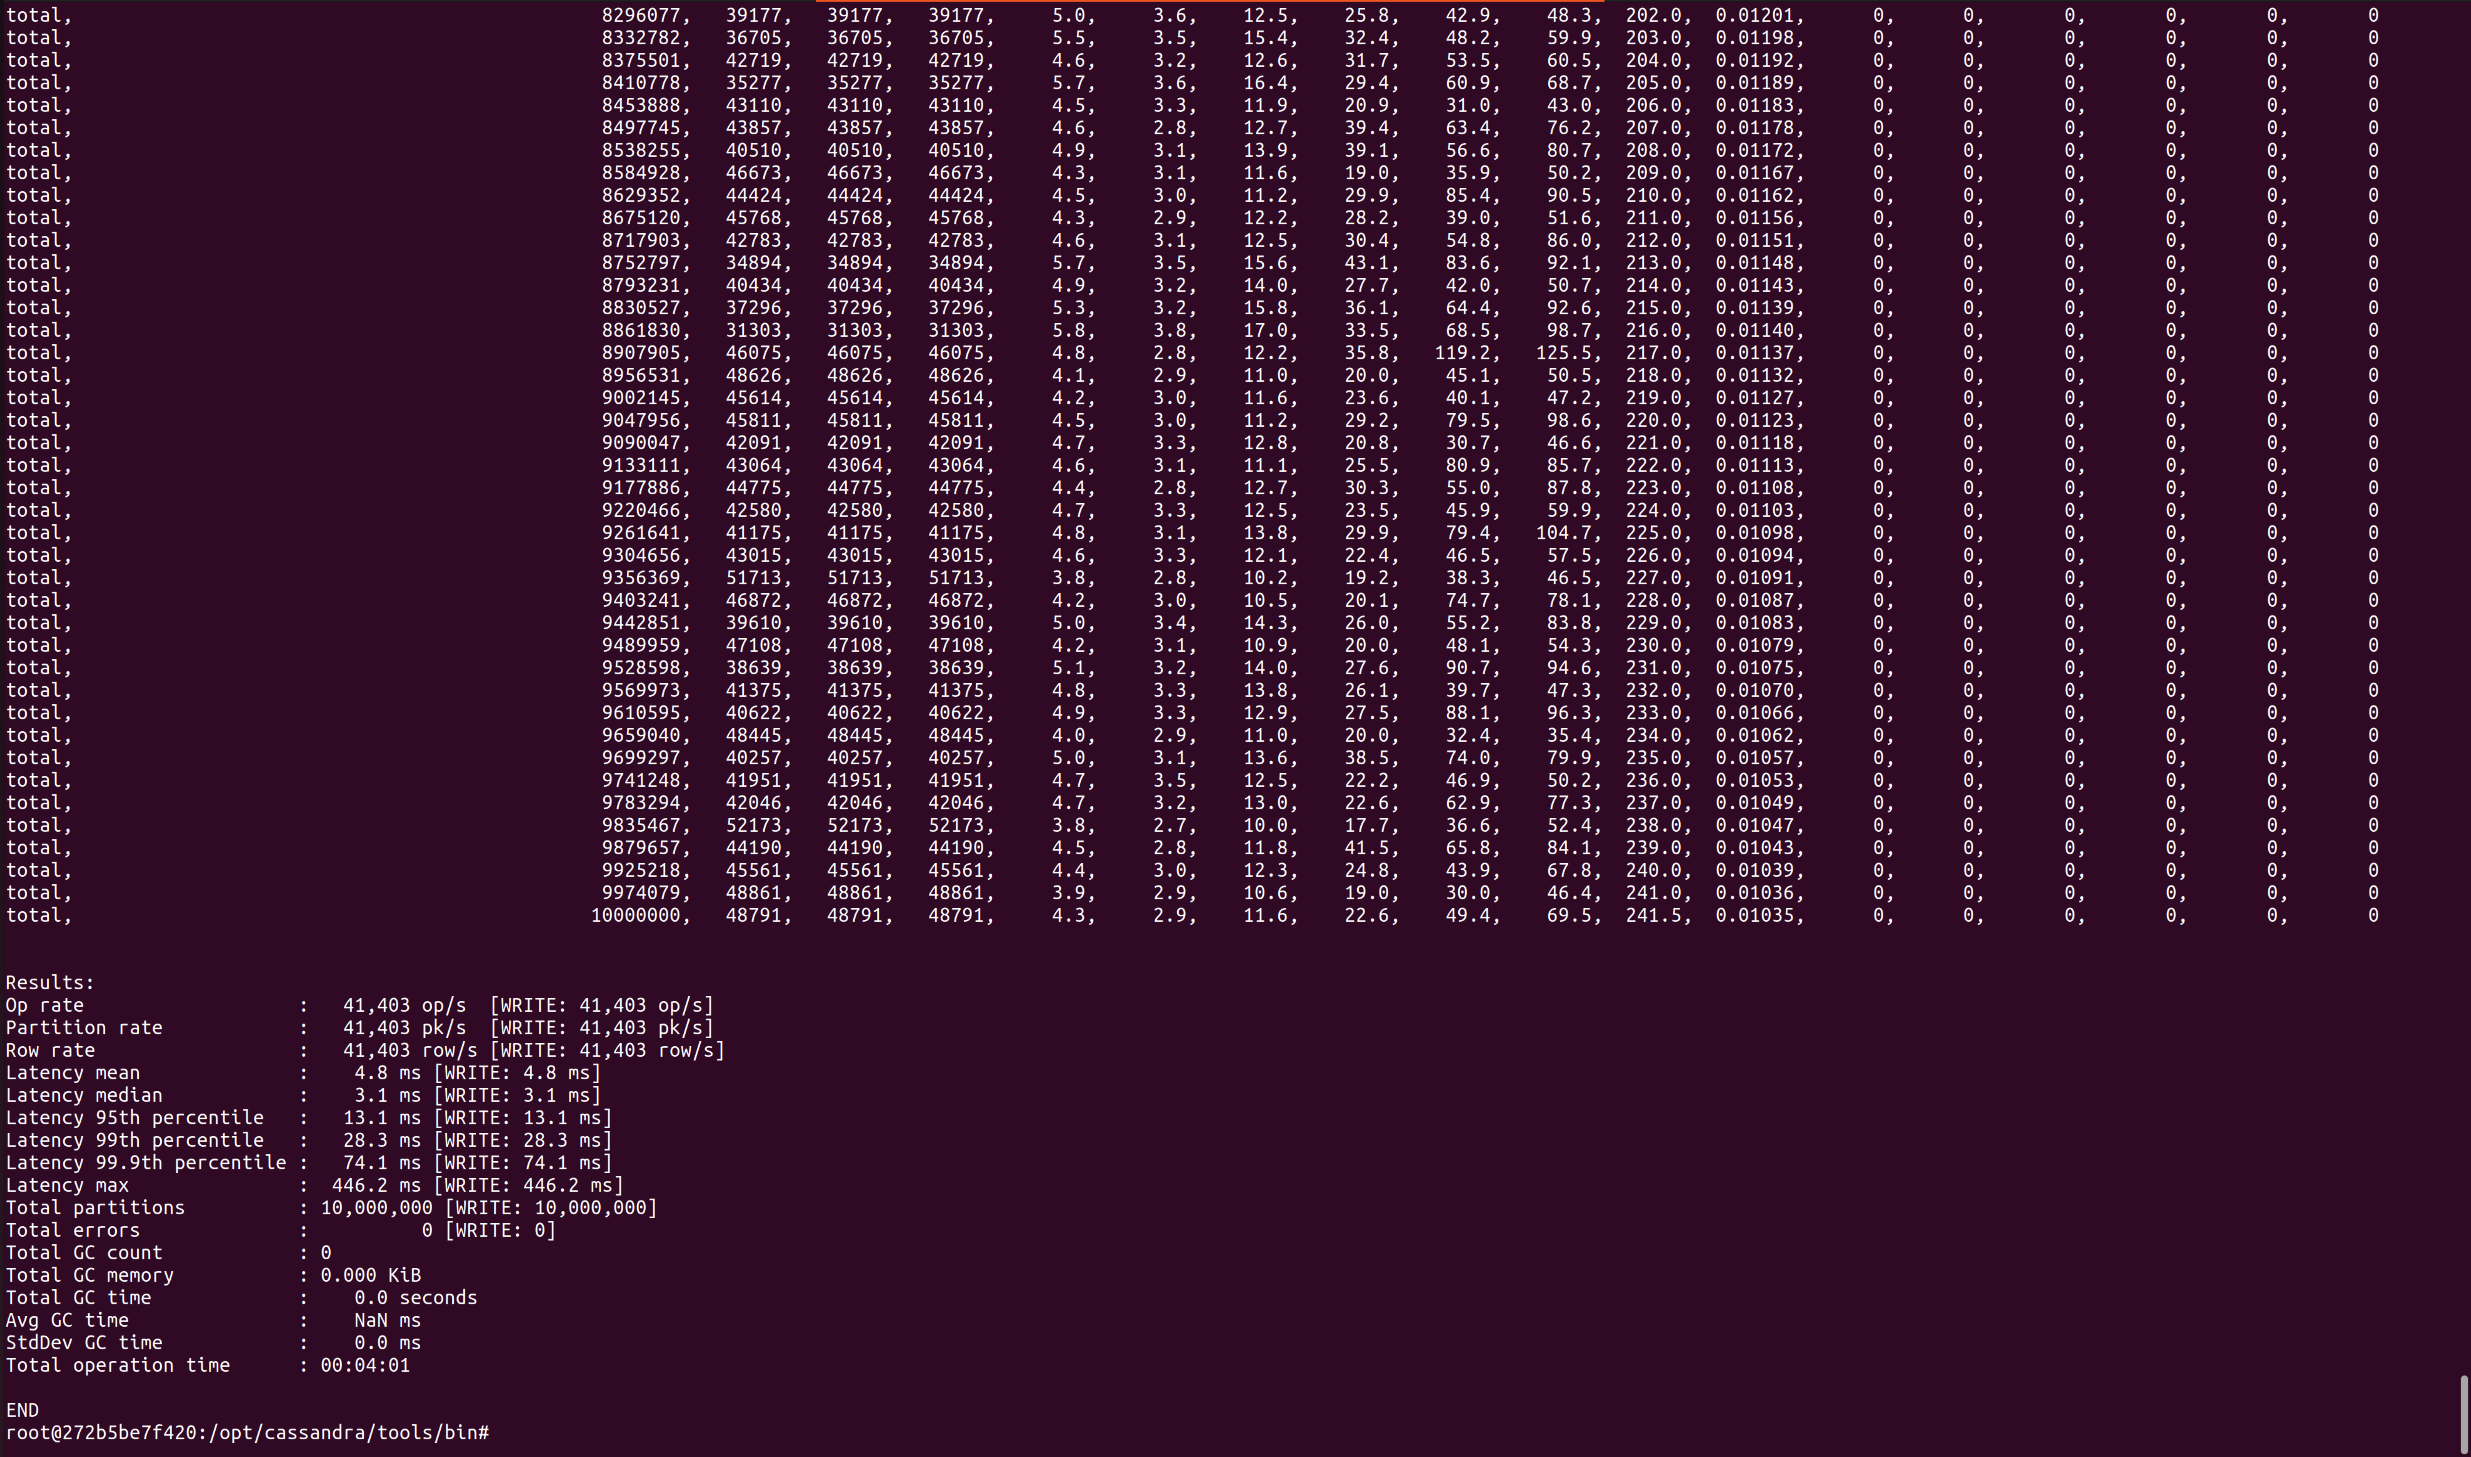 total, 8296077, 39177, 39177, 39177, 5.0, 3.6, 12.5, 25.8, 42.9, 48.3, 202.0, 0.01201, 0, 0, 0, 0, 0, 0
total, 8332782, 36705, 36705, 36705, 5.5, 3.5, 15.4, 32.4, 48.2, 59.9, 203.0, 0.01198, 0, 0, 0, 0, 0, 0
total, 8375501, 42719, 42719, 42719, 4.6, 3.2, 12.6, 31.7, 53.5, 60.5, 204.0, 0.01192, 0, 0, 0, 0, 0, 0
total, 8410778, 35277, 35277, 35277, 5.7, 3.6, 16.4, 29.4, 60.9, 68.7, 205.0, 0.01189, 0, 0, 0, 0, 0, 0
total, 8453888, 43110, 43110, 43110, 4.5, 3.3, 11.9, 20.9, 31.0, 43.0, 206.0, 0.01183, 0, 0, 0, 0, 0, 0
total, 8497745, 43857, 43857, 43857, 4.6, 2.8, 12.7, 39.4, 63.4, 76.2, 207.0, 0.01178, 0, 0, 0, 0, 0, 0
total, 8538255, 40510, 40510, 40510, 4.9, 3.1, 13.9, 39.1, 56.6, 80.7, 208.0, 0.01172, 0, 0, 0, 0, 0, 0
total, 8584928, 46673, 46673, 46673, 4.3, 3.1, 11.6, 19.0, 35.9, 50.2, 209.0, 0.01167, 0, 0, 0, 0, 0, 0
total, 8629352, 44424, 44424, 44424, 4.5, 3.0, 11.2, 29.9, 85.4, 90.5, 210.0, 0.01162, 0, 0, 0, 0, 0, 0
total, 8675120, 45768, 45768, 45768, 4.3, 2.9, 12.2, 28.2, 39.0, 51.6, 211.0, 0.01156, 0, 0, 0, 0, 0, 0
total, 8717903, 42783, 42783, 42783, 4.6, 3.1, 12.5, 30.4, 54.8, 86.0, 212.0, 0.01151, 0, 0, 0, 0, 0, 0
total, 8752797, 34894, 34894, 34894, 5.7, 3.5, 15.6, 43.1, 83.6, 92.1, 213.0, 0.01148, 0, 0, 0, 0, 0, 0
total, 8793231, 40434, 40434, 40434, 4.9, 3.2, 14.0, 27.7, 42.0, 50.7, 214.0, 0.01143, 0, 0, 0, 0, 0, 0
total, 8830527, 37296, 37296, 37296, 5.3, 3.2, 15.8, 36.1, 64.4, 92.6, 215.0, 0.01139, 0, 0, 0, 0, 0, 0
total, 8861830, 31303, 31303, 31303, 5.8, 3.8, 17.0, 33.5, 68.5, 98.7, 216.0, 0.01140, 0, 0, 0, 0, 0, 0
total, 8907905, 46075, 46075, 46075, 4.8, 2.8, 12.2, 35.8, 119.2, 125.5, 217.0, 0.01137, 0, 0, 0, 0, 0, 0
total, 8956531, 48626, 48626, 48626, 4.1, 2.9, 11.0, 20.0, 45.1, 50.5, 218.0, 0.01132, 0, 0, 0, 0, 0, 0
total, 9002145, 45614, 45614, 45614, 4.2, 3.0, 11.6, 23.6, 40.1, 47.2, 219.0, 0.01127, 0, 0, 0, 0, 0, 0
total, 9047956, 45811, 45811, 45811, 4.5, 3.0, 11.2, 29.2, 79.5, 98.6, 220.0, 0.01123, 0, 0, 0, 0, 0, 0
total, 9090047, 42091, 42091, 42091, 4.7, 3.3, 12.8, 20.8, 30.7, 46.6, 221.0, 0.01118, 0, 0, 0, 0, 0, 0
total, 9133111, 43064, 43064, 43064, 4.6, 3.1, 11.1, 25.5, 80.9, 85.7, 222.0, 0.01113, 0, 0, 0, 0, 0, 0
total, 9177886, 44775, 44775, 44775, 4.4, 2.8, 12.7, 30.3, 55.0, 87.8, 223.0, 0.01108, 0, 0, 0, 0, 0, 0
total, 9220466, 42580, 42580, 42580, 4.7, 3.3, 12.5, 23.5, 45.9, 59.9, 224.0, 0.01103, 0, 0, 0, 0, 0, 0
total, 9261641, 41175, 41175, 41175, 4.8, 3.1, 13.8, 29.9, 79.4, 104.7, 225.0, 0.01098, 0, 0, 0, 0, 0, 0
total, 9304656, 43015, 43015, 43015, 4.6, 3.3, 12.1, 22.4, 46.5, 57.5, 226.0, 0.01094, 0, 0, 0, 0, 0, 0
total, 9356369, 51713, 51713, 51713, 3.8, 2.8, 10.2, 19.2, 38.3, 46.5, 227.0, 0.01091, 0, 0, 0, 0, 0, 0
total, 9403241, 46872, 46872, 46872, 4.2, 3.0, 10.5, 20.1, 74.7, 78.1, 228.0, 0.01087, 0, 0, 0, 0, 0, 0
total, 9442851, 39610, 39610, 39610, 5.0, 3.4, 14.3, 26.0, 55.2, 83.8, 229.0, 0.01083, 0, 0, 0, 0, 0, 0
total, 9489959, 47108, 47108, 47108, 4.2, 3.1, 10.9, 20.0, 48.1, 54.3, 230.0, 0.01079, 0, 0, 0, 0, 0, 0
total, 9528598, 38639, 38639, 38639, 5.1, 3.2, 14.0, 27.6, 90.7, 94.6, 231.0, 0.01075, 0, 0, 0, 0, 0, 0
total, 9569973, 41375, 41375, 41375, 4.8, 3.3, 13.8, 26.1, 39.7, 47.3, 232.0, 0.01070, 0, 0, 0, 0, 0, 0
total, 9610595, 40622, 40622, 40622, 4.9, 3.3, 12.9, 27.5, 88.1, 96.3, 233.0, 0.01066, 0, 0, 0, 0, 0, 0
total, 9659040, 48445, 48445, 48445, 4.0, 2.9, 11.0, 20.0, 32.4, 35.4, 234.0, 0.01062, 0, 0, 0, 0, 0, 0
total, 9699297, 40257, 40257, 40257, 5.0, 3.1, 13.6, 38.5, 74.0, 79.9, 235.0, 0.01057, 0, 0, 0, 0, 0, 0
total, 9741248, 41951, 41951, 41951, 4.7, 3.5, 12.5, 22.2, 46.9, 50.2, 236.0, 0.01053, 0, 0, 0, 0, 0, 0
total, 9783294, 42046, 42046, 42046, 4.7, 3.2, 13.0, 22.6, 62.9, 77.3, 237.0, 0.01049, 0, 0, 0, 0, 0, 0
total, 9835467, 52173, 52173, 52173, 3.8, 2.7, 10.0, 17.7, 36.6, 52.4, 238.0, 0.01047, 0, 0, 0, 0, 0, 0
total, 9879657, 44190, 44190, 44190, 4.5, 2.8, 11.8, 41.5, 65.8, 84.1, 239.0, 0.01043, 0, 0, 0, 0, 0, 0
total, 9925218, 45561, 45561, 45561, 4.4, 3.0, 12.3, 24.8, 43.9, 67.8, 240.0, 0.01039, 0, 0, 0, 0, 0, 0
total, 9974079, 48861, 48861, 48861, 3.9, 2.9, 10.6, 19.0, 30.0, 46.4, 241.0, 0.01036, 0, 0, 0, 0, 0, 0
total, 10000000, 48791, 48791, 48791, 4.3, 2.9, 11.6, 22.6, 49.4, 69.5, 241.5, 0.01035, 0, 0, 0, 0, 0, 0
Results:
Op rate : 41,403 op/s [WRITE: 41,403 op/s]
Partition rate : 41,403 pk/s [WRITE: 41,403 pk/s]
Row rate : 41,403 row/s [WRITE: 41,403 row/s]
Latency mean : 4.8 ms [WRITE: 4.8 ms]
Latency median : 3.1 ms [WRITE: 3.1 ms]
Latency 95th percentile : 13.1 ms [WRITE: 13.1 ms]
Latency 99th percentile : 28.3 ms [WRITE: 28.3 ms]
Latency 99.9th percentile : 74.1 ms [WRITE: 74.1 ms]
Latency max : 446.2 ms [WRITE: 446.2 ms]
Total partitions : 10,000,000 [WRITE: 10,000,000]
Total errors : 0 [WRITE: 0]
Total GC count : 0
Total GC memory : 0.000 KiB
Total GC time : 0.0 seconds
Avg GC time : NaN ms
StdDev GC time : 0.0 ms
Total operation time : 00:04:01
END
root@272b5be7f420:/opt/cassandra/tools/bin#